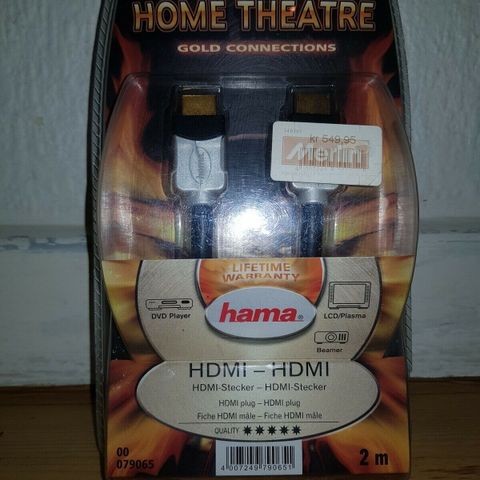 HOME THEATRE
GOLD CONNECTIONS
hama
kr 549,95
LIFETIME
WARRANTY
DVD Player
hama®
LCD/Plasma
Beamer
HDMI – HDMI
HDMI-Stecker – HDMI-Stecker
HDMI plug – HDMI plug
Fiche HDMI mâle – Fiche HDMI mâle
QUALITY ★★★★★
00
079065
4 007249 790651
2 m